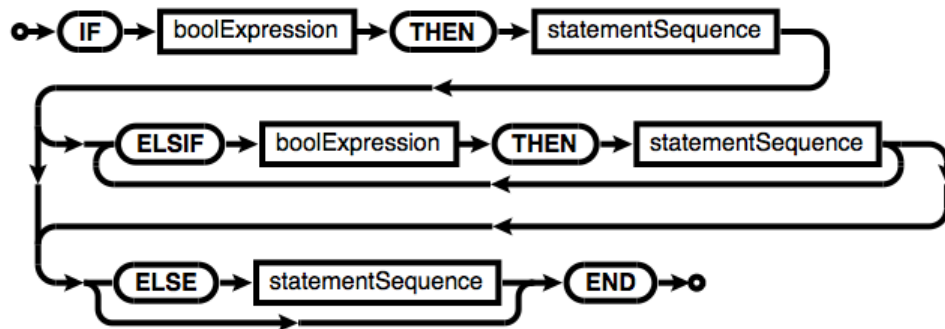 IF boolExpression THEN statementSequence
ELSIF boolExpression THEN statementSequence
ELSE statementSequence END